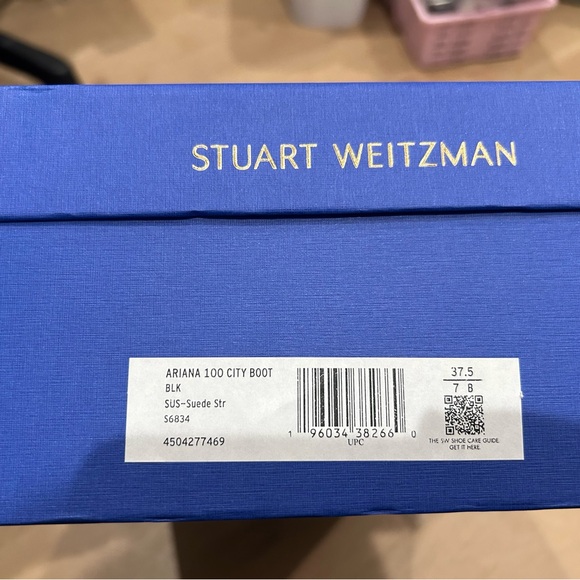 STUART WEITZMAN
ARIANA 100 CITY BOOT
BLK
SUS-Suede Str
S6834
4504277469
1 96034 38266 0
UPC
37.5
7 B
THE SW SHOE CARE GUIDE.
GET IT HERE.